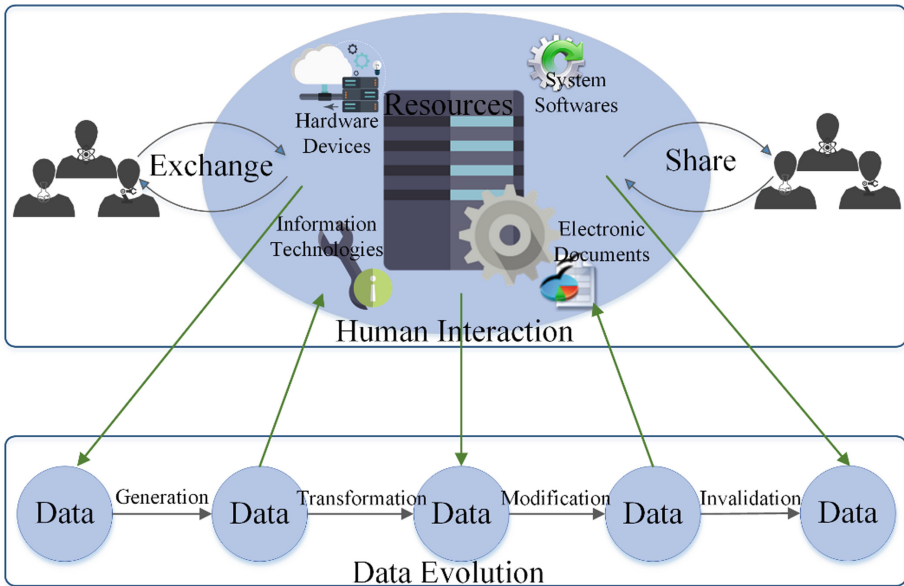 Resources
System
Softwares
Hardware
Devices
Exchange
Share
Information
Technologies
Electronic
Documents
Human Interaction
Data
Generation
Data
Transformation
Data
Modification
Data
Invalidation
Data
Data Evolution